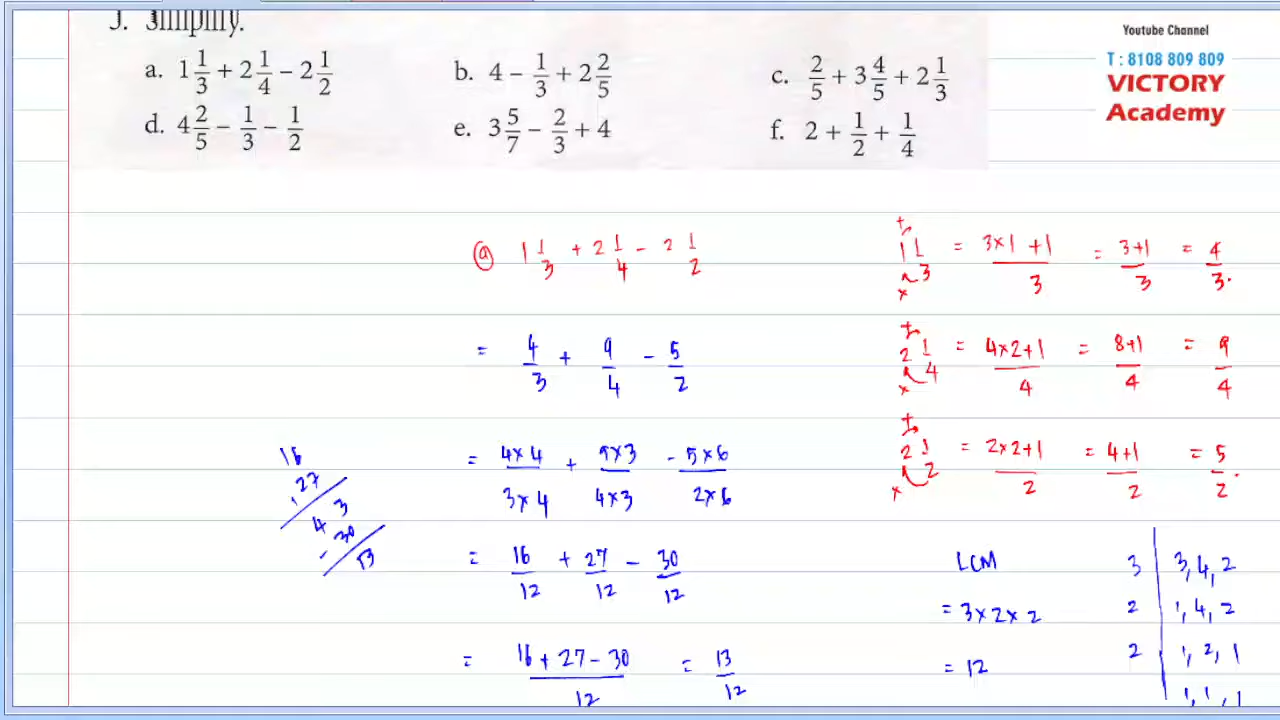 3. Simplify.
a. 1 1/3 + 2 1/4 − 2 1/2 b. 4 − 1/3 + 2 2/5 c. 2/5 + 3 4/5 + 2 1/3
d. 4 2/5 − 1/3 − 1/2 e. 3 5/7 − 2/3 + 4 f. 2 + 1/2 + 1/4
Youtube Channel
T : 8108 809 809
VICTORY
Academy
ⓐ 1 1/3 + 2 1/4 − 2 1/2
= 4/3 + 9/4 − 5/2
= 4×4/3×4 + 9×3/4×3 − 5×6/2×6
= 16/12 + 27/12 − 30/12
= 16 + 27 − 30/12 = 13/12
16
27
1
43
- 30
13
+
1 1/3 = 3×1+1/3 = 3+1/3 = 4/3.
×
+
2 1/4 = 4×2+1/4 = 8+1/4 = 9/4
×
+
2 1/2 = 2×2+1/2 = 4+1/2 = 5/2.
×
LCM
= 3×2×2
= 12
3 | 3, 4, 2
2 | 1, 4, 2
2 | 1, 2, 1
| 1, 1, 1